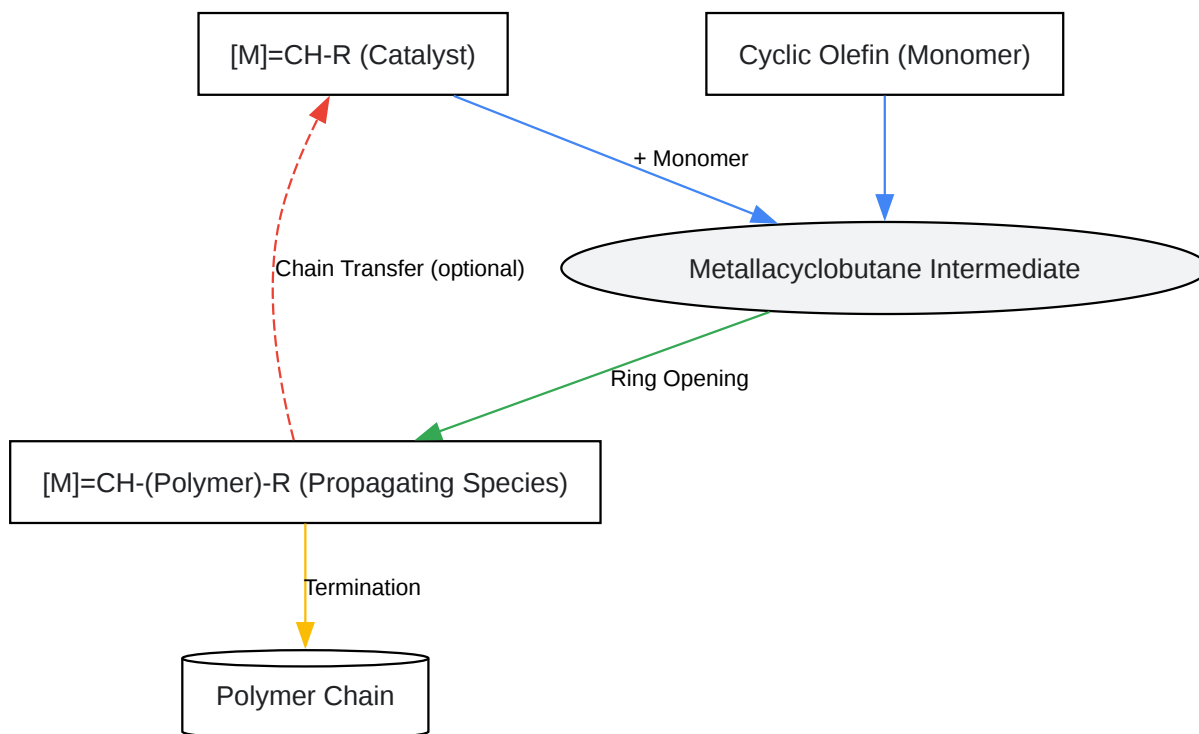 [M]=CH-R (Catalyst)
Cyclic Olefin (Monomer)
+ Monomer
Chain Transfer (optional)
Metallacyclobutane Intermediate
Ring Opening
[M]=CH-(Polymer)-R (Propagating Species)
Termination
Polymer Chain